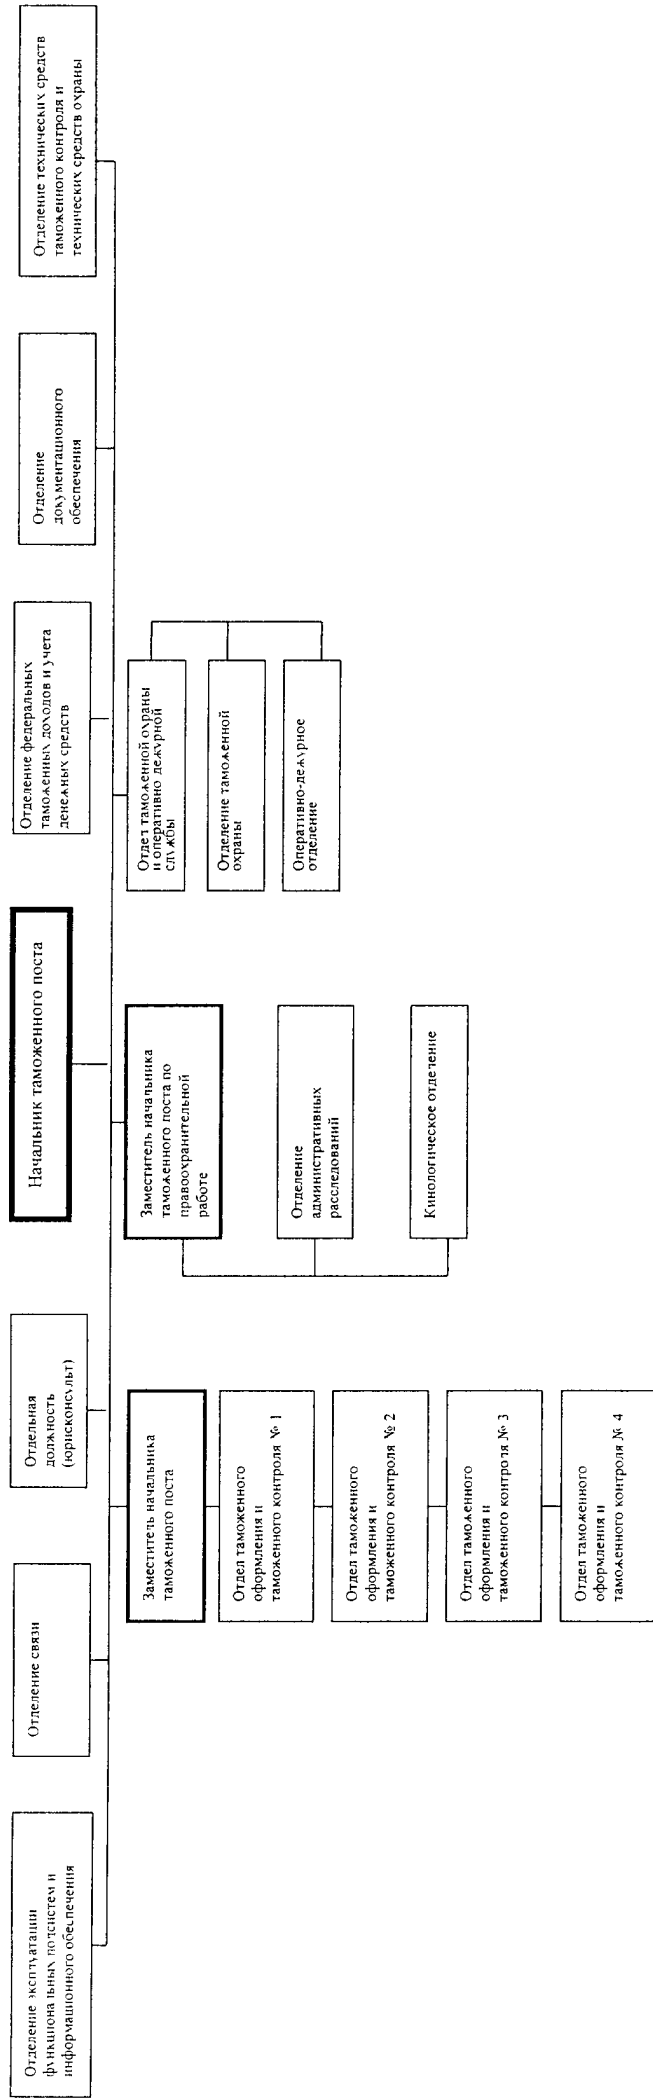 Отделение эксплуатации
функциональных подсистем и
информационного обеспечения
Отделение связи
Отдельная
должность
(юрисконсульт)
Начальник таможенного поста
Отделение федеральных
таможенных доходов и учета
денежных средств
Отделение
документационного
обеспечения
Отделение технических средств
таможенного контроля и
технических средств охраны
Заместитель начальника
таможенного поста
Отдел таможенного
оформления и
таможенного контроля № 1
Отдел таможенного
оформления и
таможенного контроля № 2
Отдел таможенного
оформления и
таможенного контроля № 3
Отдел таможенного
оформления и
таможенного контроля № 4
Заместитель начальника
таможенного поста по
правоохранительной
работе
Отделение
административных
расследований
Кинологическое отделение
Отдел таможенной охраны
и оперативно дежурной
службы
Отделение таможенной
охраны
Оперативно-дежурное
отделение